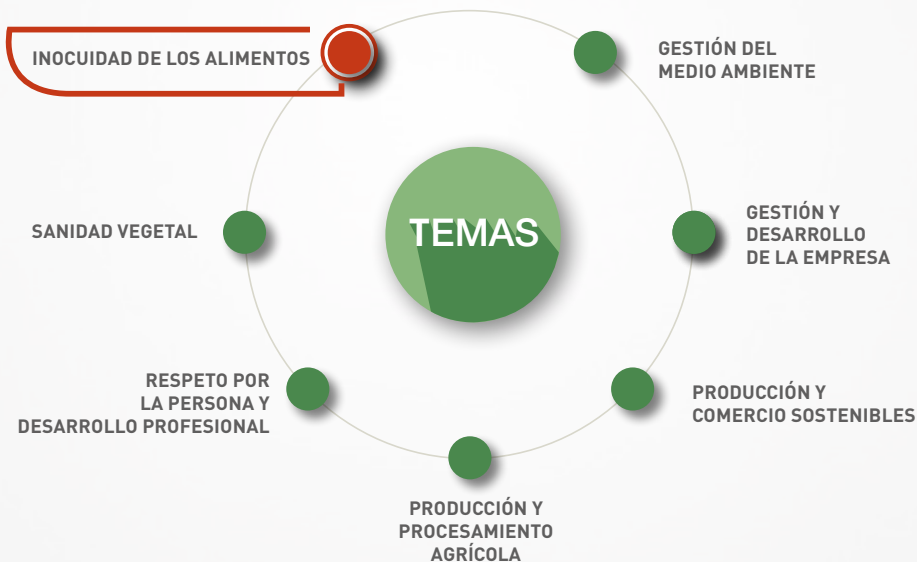 INOCUIDAD DE LOS ALIMENTOS
GESTIÓN DEL
MEDIO AMBIENTE
SANIDAD VEGETAL
TEMAS
GESTIÓN Y
DESARROLLO
DE LA EMPRESA
RESPETO POR
LA PERSONA Y
DESARROLLO PROFESIONAL
PRODUCCIÓN Y
COMERCIO SOSTENIBLES
PRODUCCIÓN Y
PROCESAMIENTO
AGRÍCOLA